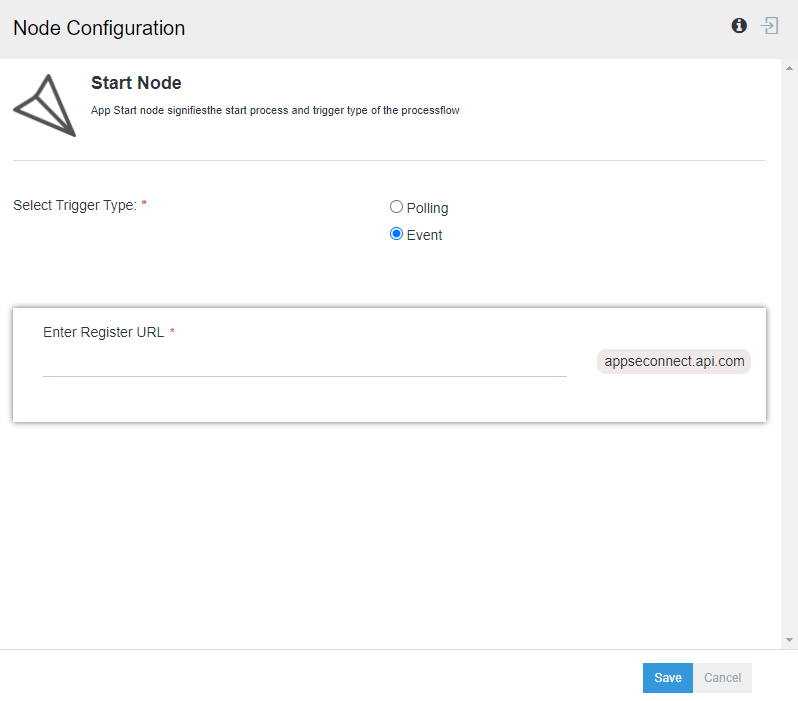 Node Configuration
Start Node
App Start node signifiesthe start process and trigger type of the processflow
Select Trigger Type: *
Polling
Event
Enter Register URL *
appseconnect.api.com
Save
Cancel